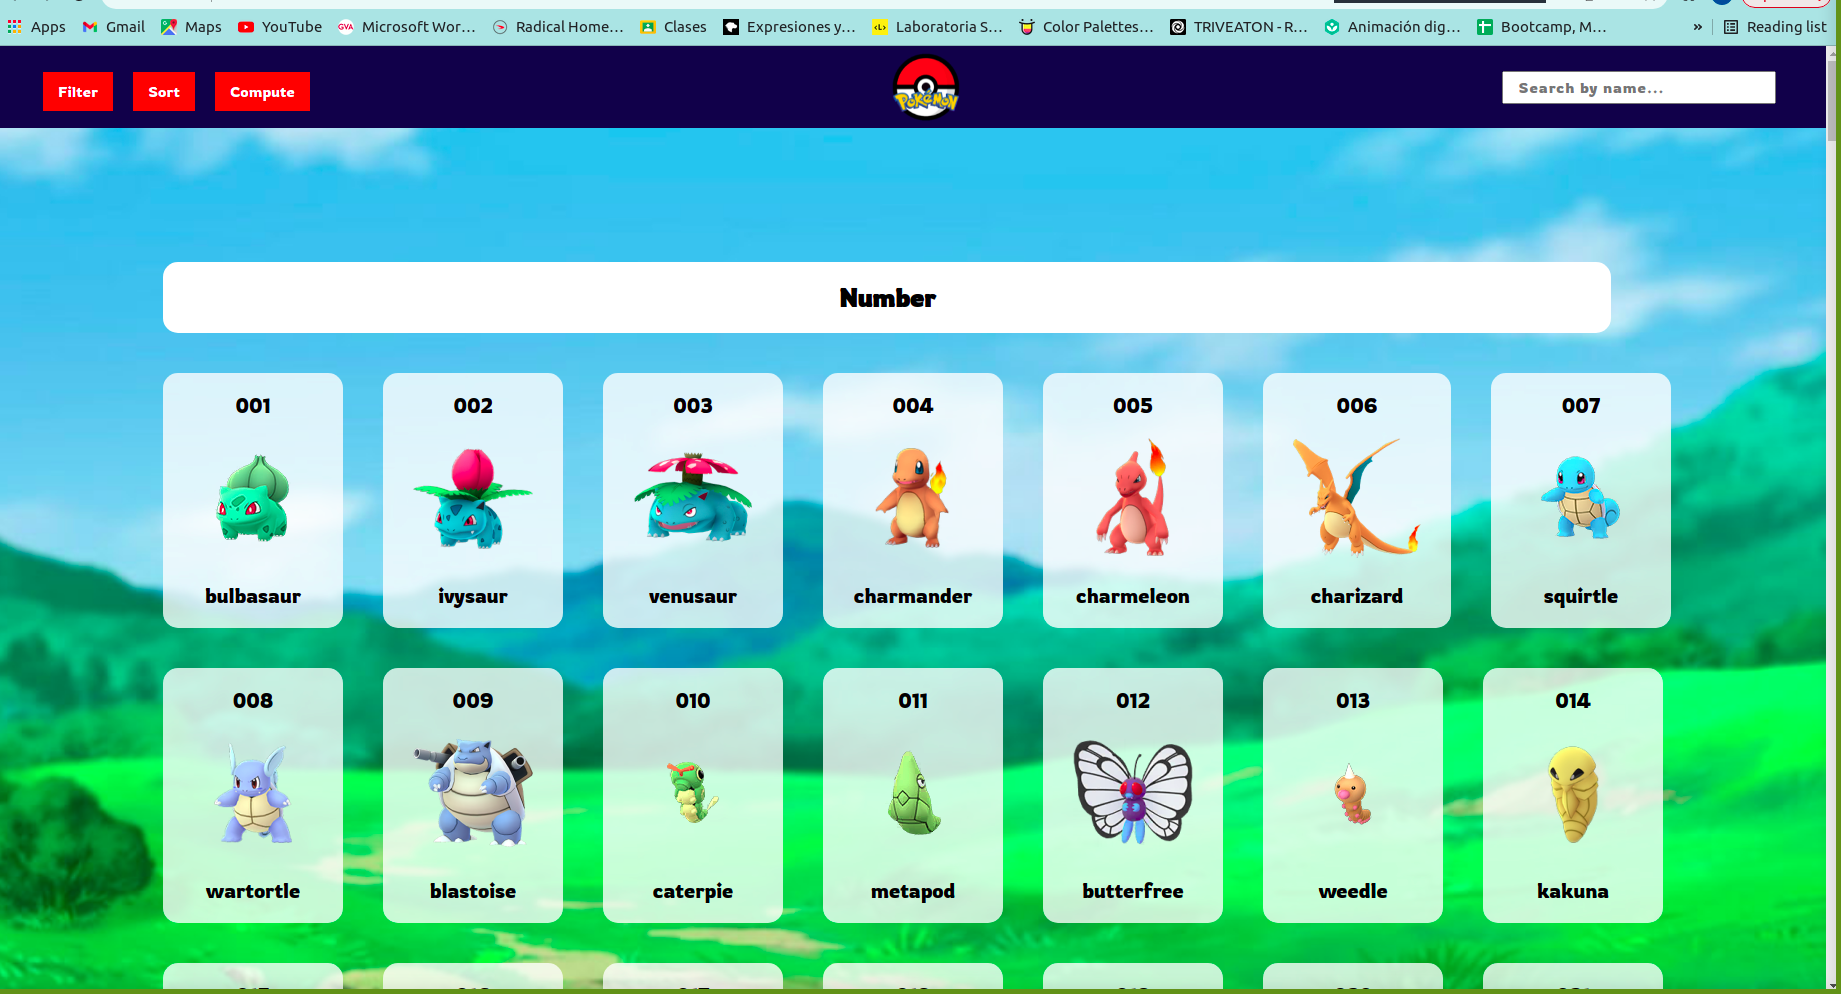 Apps Gmail Maps YouTube Microsoft Wor... Radical Home... Clases Expresiones y... Laboratoria S... Color Palettes... TRIVEATON - R... Animación dig... Bootcamp, M... » Reading list
Filter Sort Compute Pokémon Search by name...
Number
001 002 003 004 005 006 007
bulbasaur ivysaur venusaur charmander charmeleon charizard squirtle
008 009 010 011 012 013 014
wartortle blastoise caterpie metapod butterfree weedle kakuna